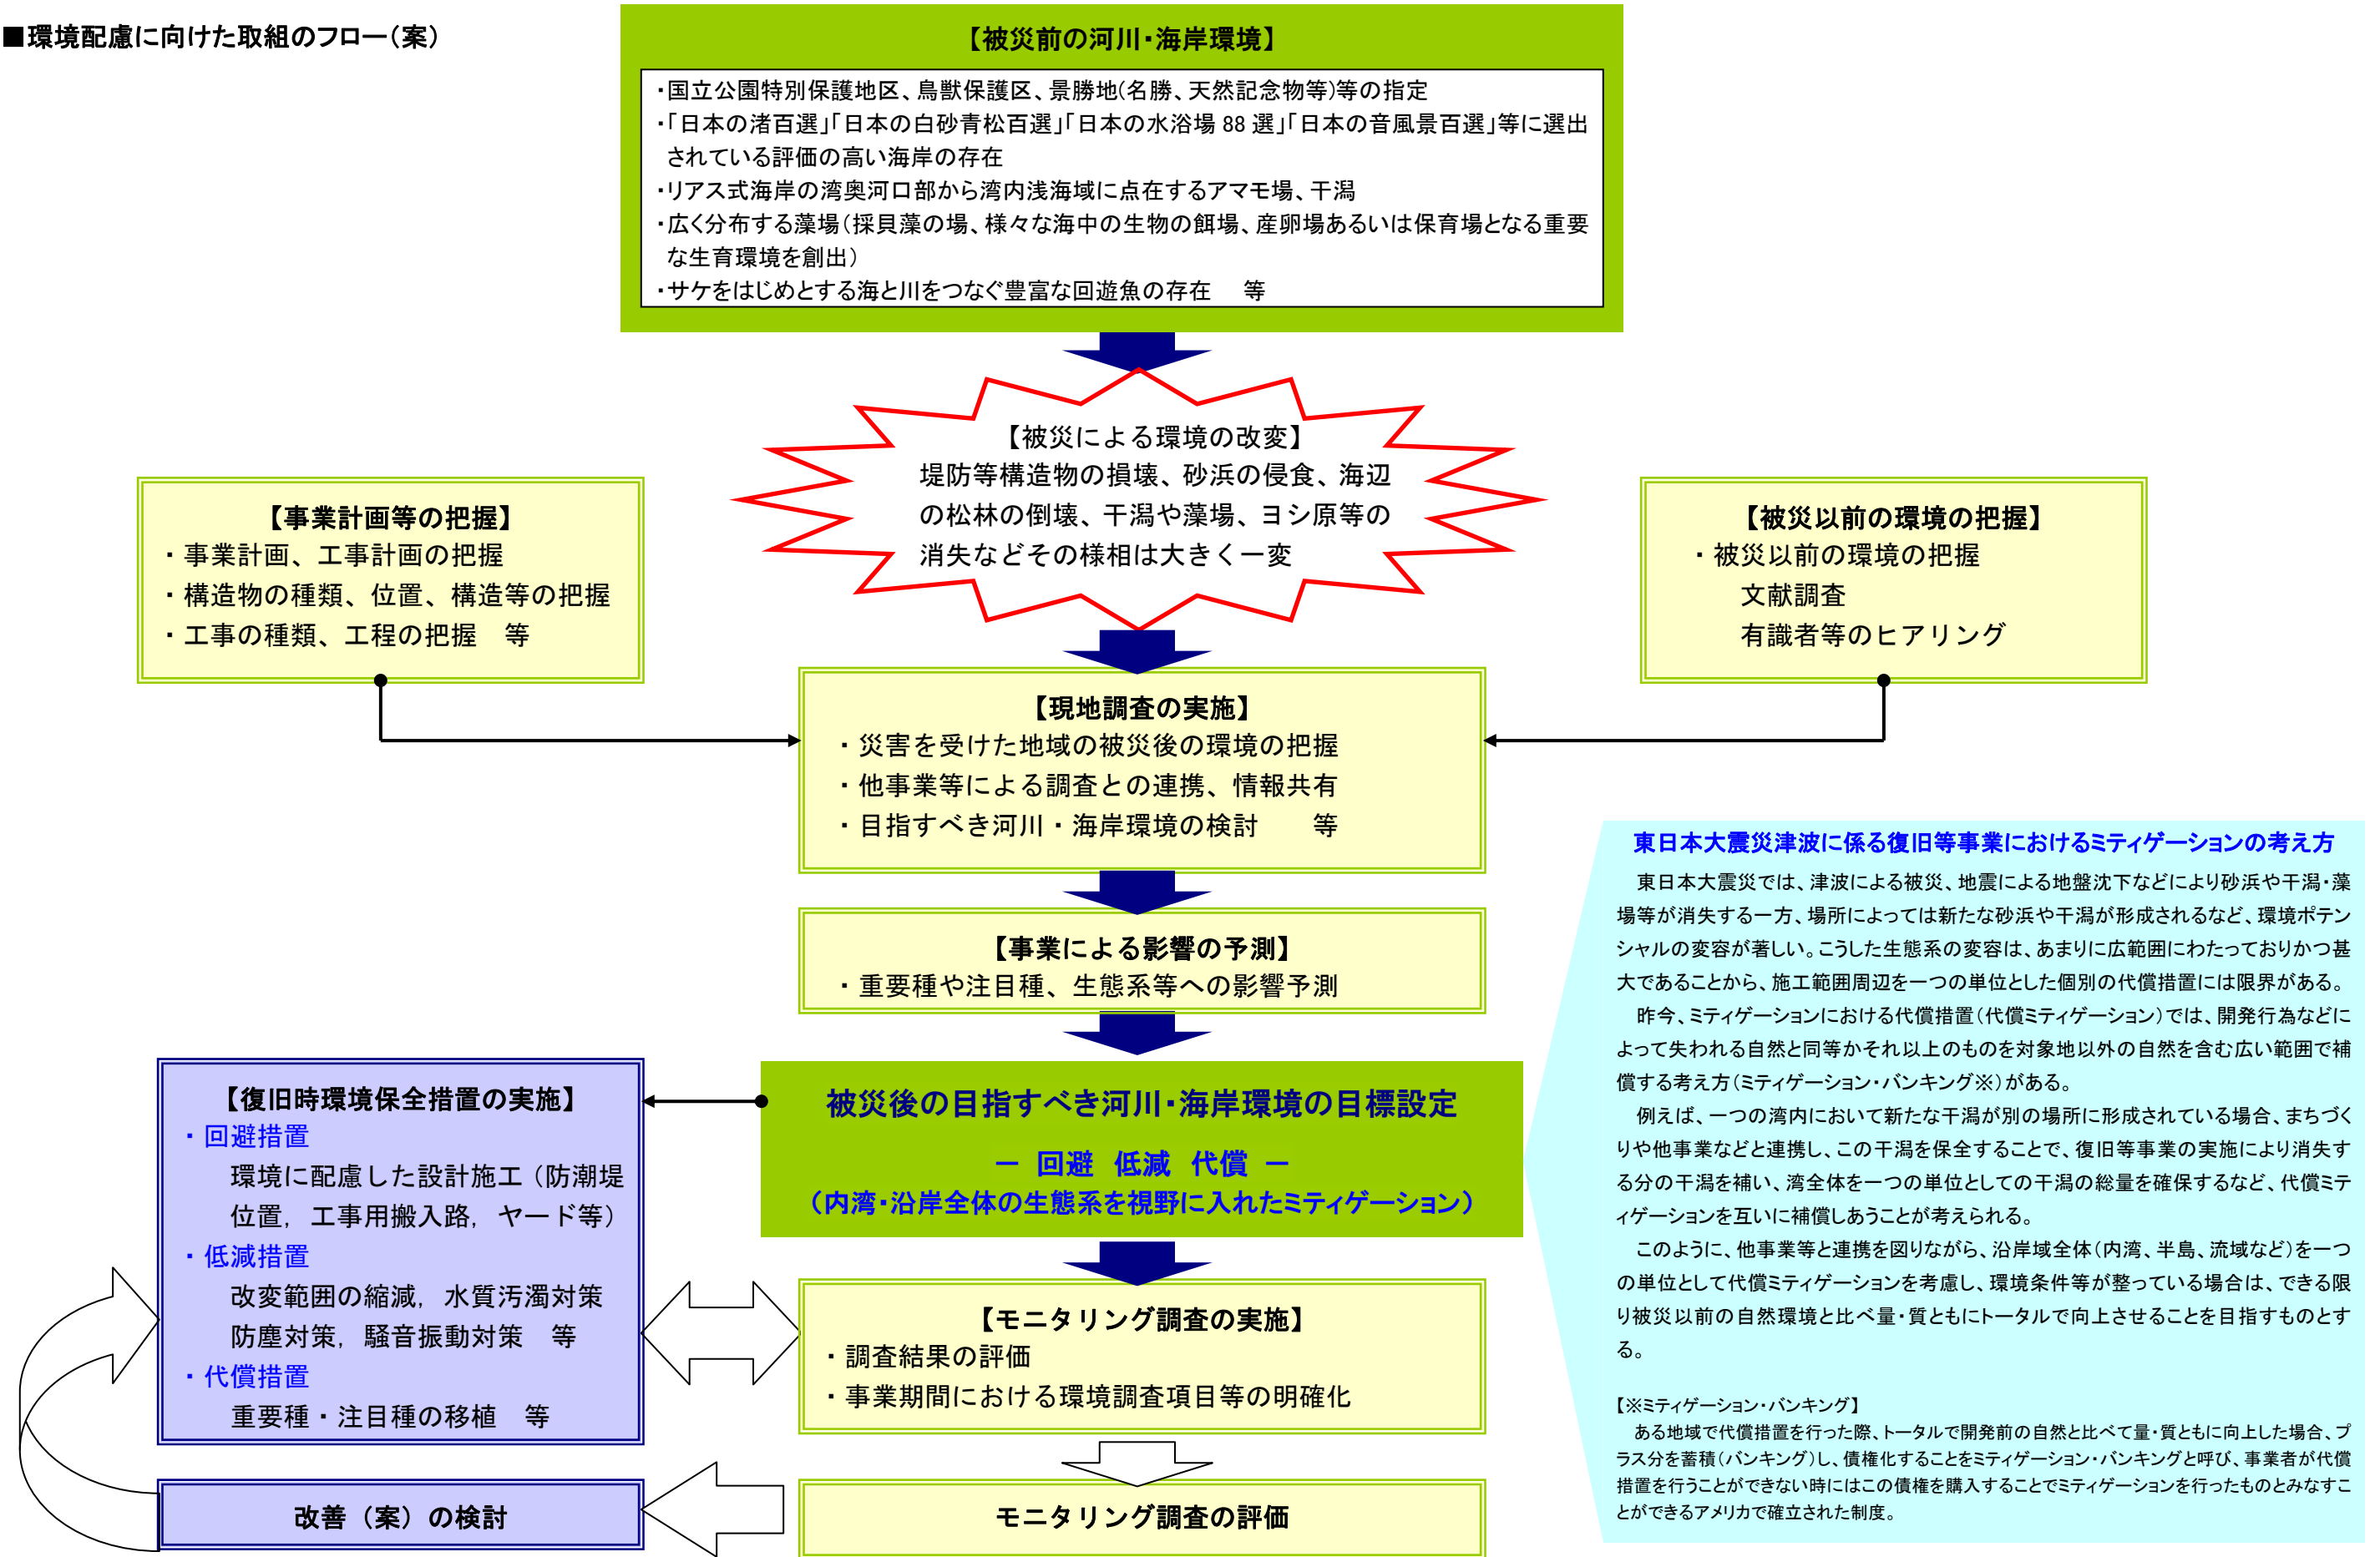 ■環境配慮に向けた取組のフロー（案）
【被災前の河川・海岸環境】
・国立公園特別保護地区、鳥獣保護区、景勝地(名勝、天然記念物等)等の指定
・「日本の渚百選」「日本の白砂青松百選」「日本の水浴場 88 選」「日本の音風景百選」等に選出
されている評価の高い海岸の存在
・リアス式海岸の湾奥河口部から湾内浅海域に点在するアマモ場、干潟
・広く分布する藻場（採貝藻の場、様々な海中の生物の餌場、産卵場あるいは保育場となる重要
な生育環境を創出）
・サケをはじめとする海と川をつなぐ豊富な回遊魚の存在　等
【被災による環境の改変】
堤防等構造物の損壊、砂浜の侵食、海辺
の松林の倒壊、干潟や藻場、ヨシ原等の
消失などその様相は大きく一変
【事業計画等の把握】
・事業計画、工事計画の把握
・構造物の種類、位置、構造等の把握
・工事の種類、工程の把握　等
【被災以前の環境の把握】
・被災以前の環境の把握
文献調査
有識者等のヒアリング
【現地調査の実施】
・災害を受けた地域の被災後の環境の把握
・他事業等による調査との連携、情報共有
・目指すべき河川・海岸環境の検討　　等
【事業による影響の予測】
・重要種や注目種、生態系等への影響予測
被災後の目指すべき河川・海岸環境の目標設定
－　回避　低減　代償　－
（内湾・沿岸全体の生態系を視野に入れたミティゲーション）
【復旧時環境保全措置の実施】
・回避措置
環境に配慮した設計施工（防潮堤
位置，工事用搬入路，ヤード等）
・低減措置
改変範囲の縮減，水質汚濁対策
防塵対策，騒音振動対策　等
・代償措置
重要種・注目種の移植　等
【モニタリング調査の実施】
・調査結果の評価
・事業期間における環境調査項目等の明確化
改善（案）の検討
モニタリング調査の評価
東日本大震災津波に係る復旧等事業におけるミティゲーションの考え方
東日本大震災では、津波による被災、地震による地盤沈下などにより砂浜や干潟・藻
場等が消失する一方、場所によっては新たな砂浜や干潟が形成されるなど、環境ポテン
シャルの変容が著しい。こうした生態系の変容は、あまりに広範囲にわたっておりかつ甚
大であることから、施工範囲周辺を一つの単位とした個別の代償措置には限界がある。
昨今、ミティゲーションにおける代償措置（代償ミティゲーション）では、開発行為などに
よって失われる自然と同等かそれ以上のものを対象地以外の自然を含む広い範囲で補
償する考え方（ミティゲーション・バンキング※）がある。
例えば、一つの湾内において新たな干潟が別の場所に形成されている場合、まちづく
りや他事業などと連携し、この干潟を保全することで、復旧等事業の実施により消失す
る分の干潟を補い、湾全体を一つの単位としての干潟の総量を確保するなど、代償ミテ
ィゲーションを互いに補償しあうことが考えられる。
このように、他事業等と連携を図りながら、沿岸域全体（内湾、半島、流域など）を一つ
の単位として代償ミティゲーションを考慮し、環境条件等が整っている場合は、できる限
り被災以前の自然環境と比べ量・質ともにトータルで向上させることを目指すものとす
る。
【※ミティゲーション・バンキング】
ある地域で代償措置を行った際、トータルで開発前の自然と比べて量・質ともに向上した場合、プ
ラス分を蓄積（バンキング）し、債権化することをミティゲーション・バンキングと呼び、事業者が代償
措置を行うことができない時にはこの債権を購入することでミティゲーションを行ったものとみなすこ
とができるアメリカで確立された制度。